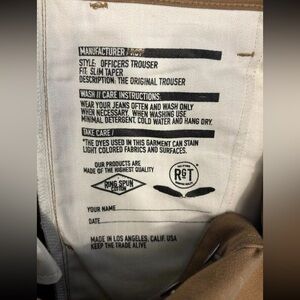 MANUFACTURER /
STYLE: OFFICERS TROUSER
FIT: SLIM TAPER
DESCRIPTION: THE ORIGINAL TROUSER
WASH // CARE INSTRUCTIONS:
WEAR YOUR JEANS OFTEN AND WASH ONLY
WHEN NECESSARY. WHEN WASHING USE
MINIMAL DETERGENT, COLD WATER AND HANG DRY.
TAKE CARE /
*THE DYES USED IN THIS GARMENT CAN STAIN
LIGHT COLORED FABRICS AND SURFACES.
OUR PRODUCTS ARE
MADE OF THE HIGHEST QUALITY
RING SPUN
RGT
YOUR NAME
DATE
MADE IN LOS ANGELES, CALIF. USA
KEEP THE TRADE ALIVE